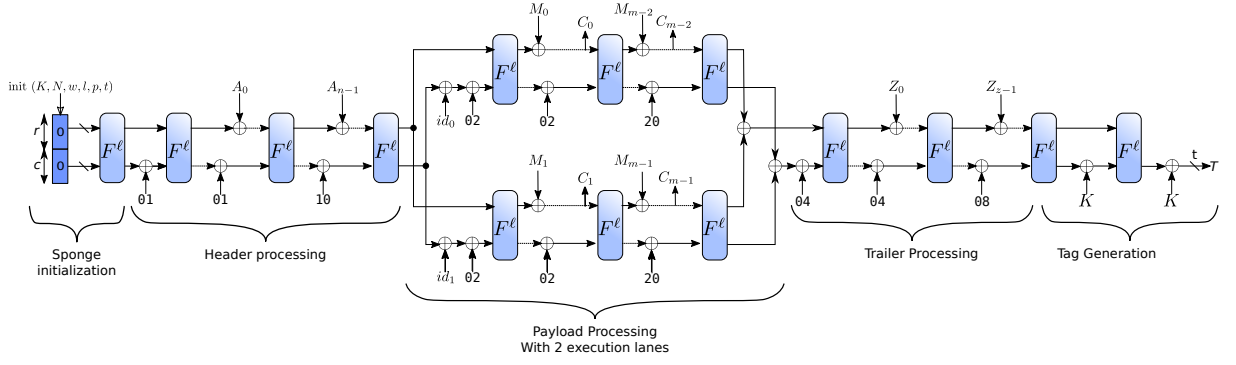 init (K, N, w, l, p, t)
r
c
0
0
F^ℓ
01
F^ℓ
A_0
01
F^ℓ
A_{n−1}
10
F^ℓ
id_0
02
F^ℓ
M_0
02
C_0
F^ℓ
M_{m−2}
20
C_{m−2}
F^ℓ
id_1
02
F^ℓ
M_1
02
C_1
F^ℓ
M_{m−1}
20
C_{m−1}
F^ℓ
04
F^ℓ
Z_0
04
F^ℓ
Z_{z−1}
08
F^ℓ
K
F^ℓ
K
t
T
Sponge
initialization
Header processing
Payload Processing
With 2 execution lanes
Trailer Processing
Tag Generation